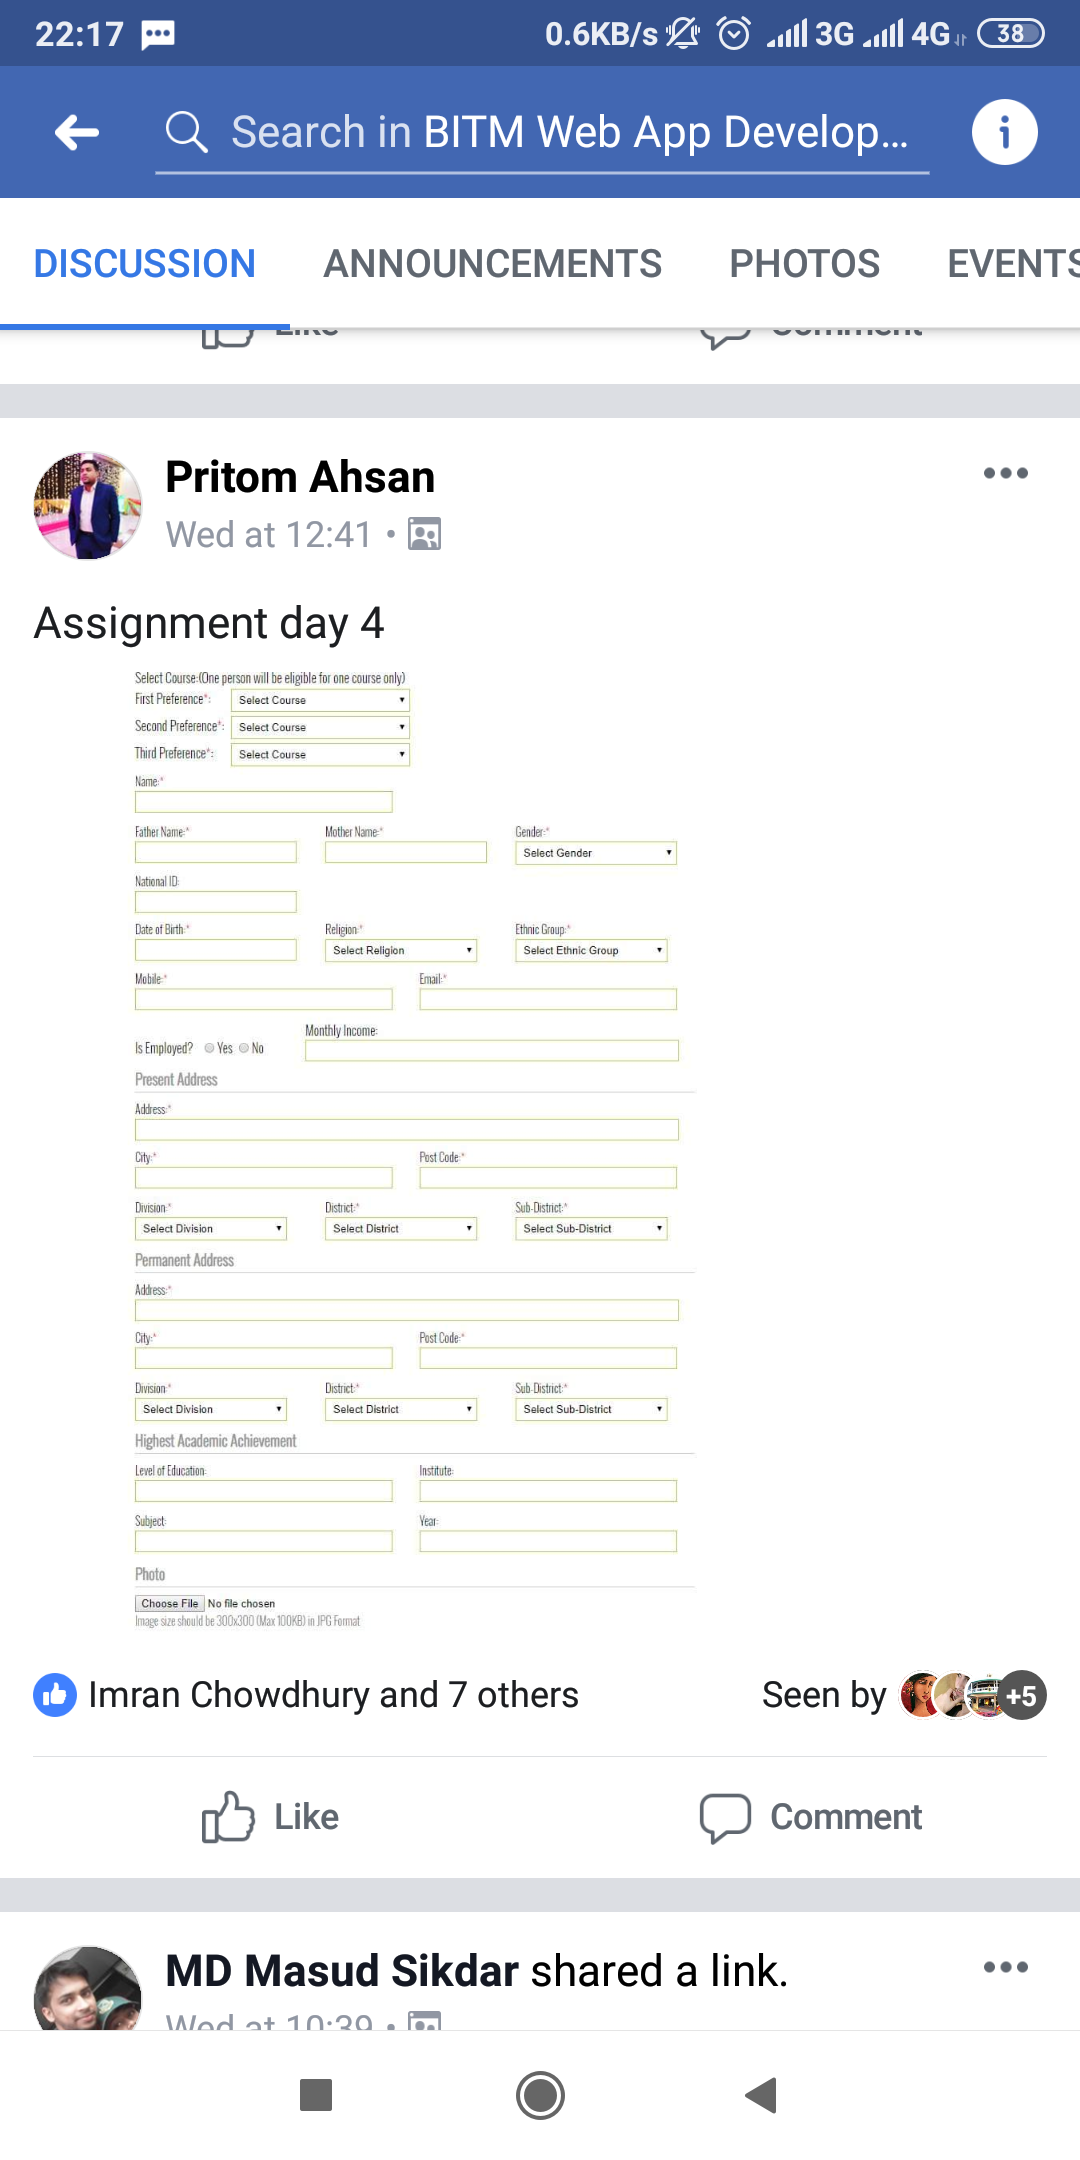 22:17 0.6KB/s 3G 4G 38
Search in BITM Web App Develop...
DISCUSSION ANNOUNCEMENTS PHOTOS EVENTS
Like Comment
Pritom Ahsan
Wed at 12:41 •
Assignment day 4
Select Course:(One person will be eligible for one course only)
First Preference*: Select Course
Second Preference*: Select Course
Third Preference*: Select Course
Name:*
Father Name:* Mother Name:* Gender:*
Select Gender
National ID:
Date of Birth:* Religion:* Ethnic Group:*
Select Religion Select Ethnic Group
Mobile:* Email:*
Monthly Income:
Is Employed? Yes No
Present Address
Address:*
City:* Post Code:*
Division:* District:* Sub-District:*
Select Division Select District Select Sub-District
Permanent Address
Address:*
City:* Post Code:*
Division:* District:* Sub-District:*
Select Division Select District Select Sub-District
Highest Academic Achievement
Level of Education: Institute:
Subject: Year:
Photo
Choose File No file chosen
Image size should be 300x300 (Max 100KB) in JPG Format
Imran Chowdhury and 7 others Seen by +5
Like Comment
MD Masud Sikdar shared a link.
Wed at 10:39 •